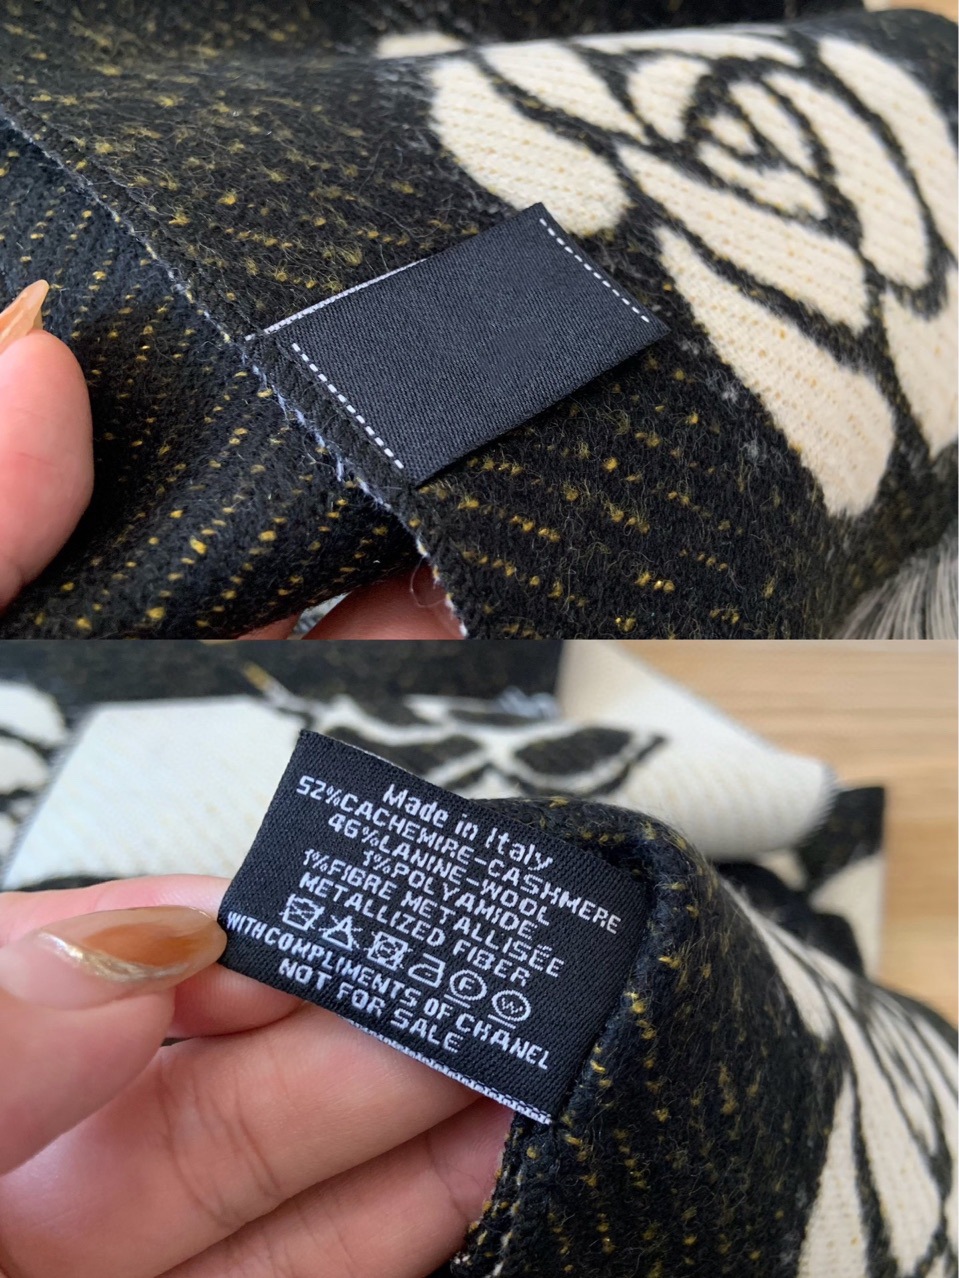 Made in Italy
52%CACHEMIRE-CASHMERE
46%LANINE-WOOL
1%POLYAMIDE
1%FIBRE METALLISÉE
METALLIZED FIBER
F W
WITH COMPLIMENTS OF CHANEL
NOT FOR SALE